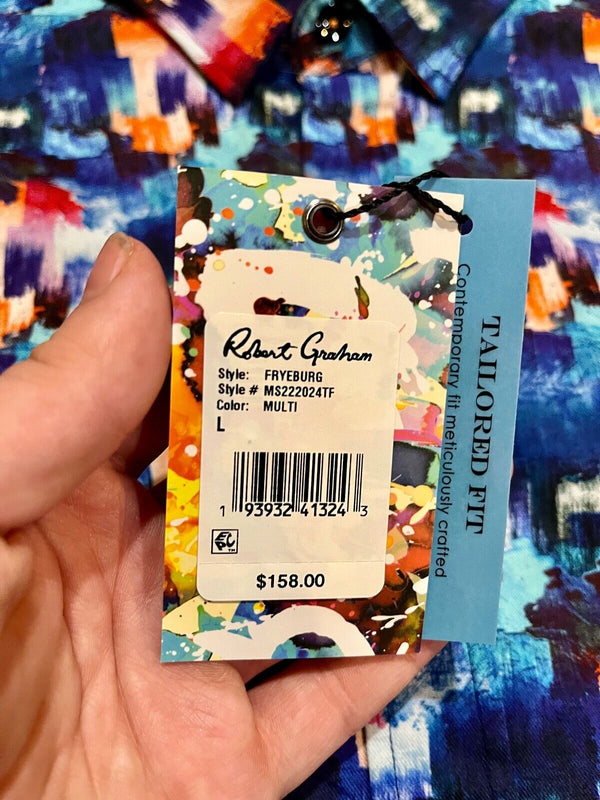 Robert Graham
Style: FRYEBURG
Style # MS222024TF
Color: MULTI
L
1 93932 41324 3
EC™
$158.00
TAILORED FIT
Contemporary fit meticulously crafted